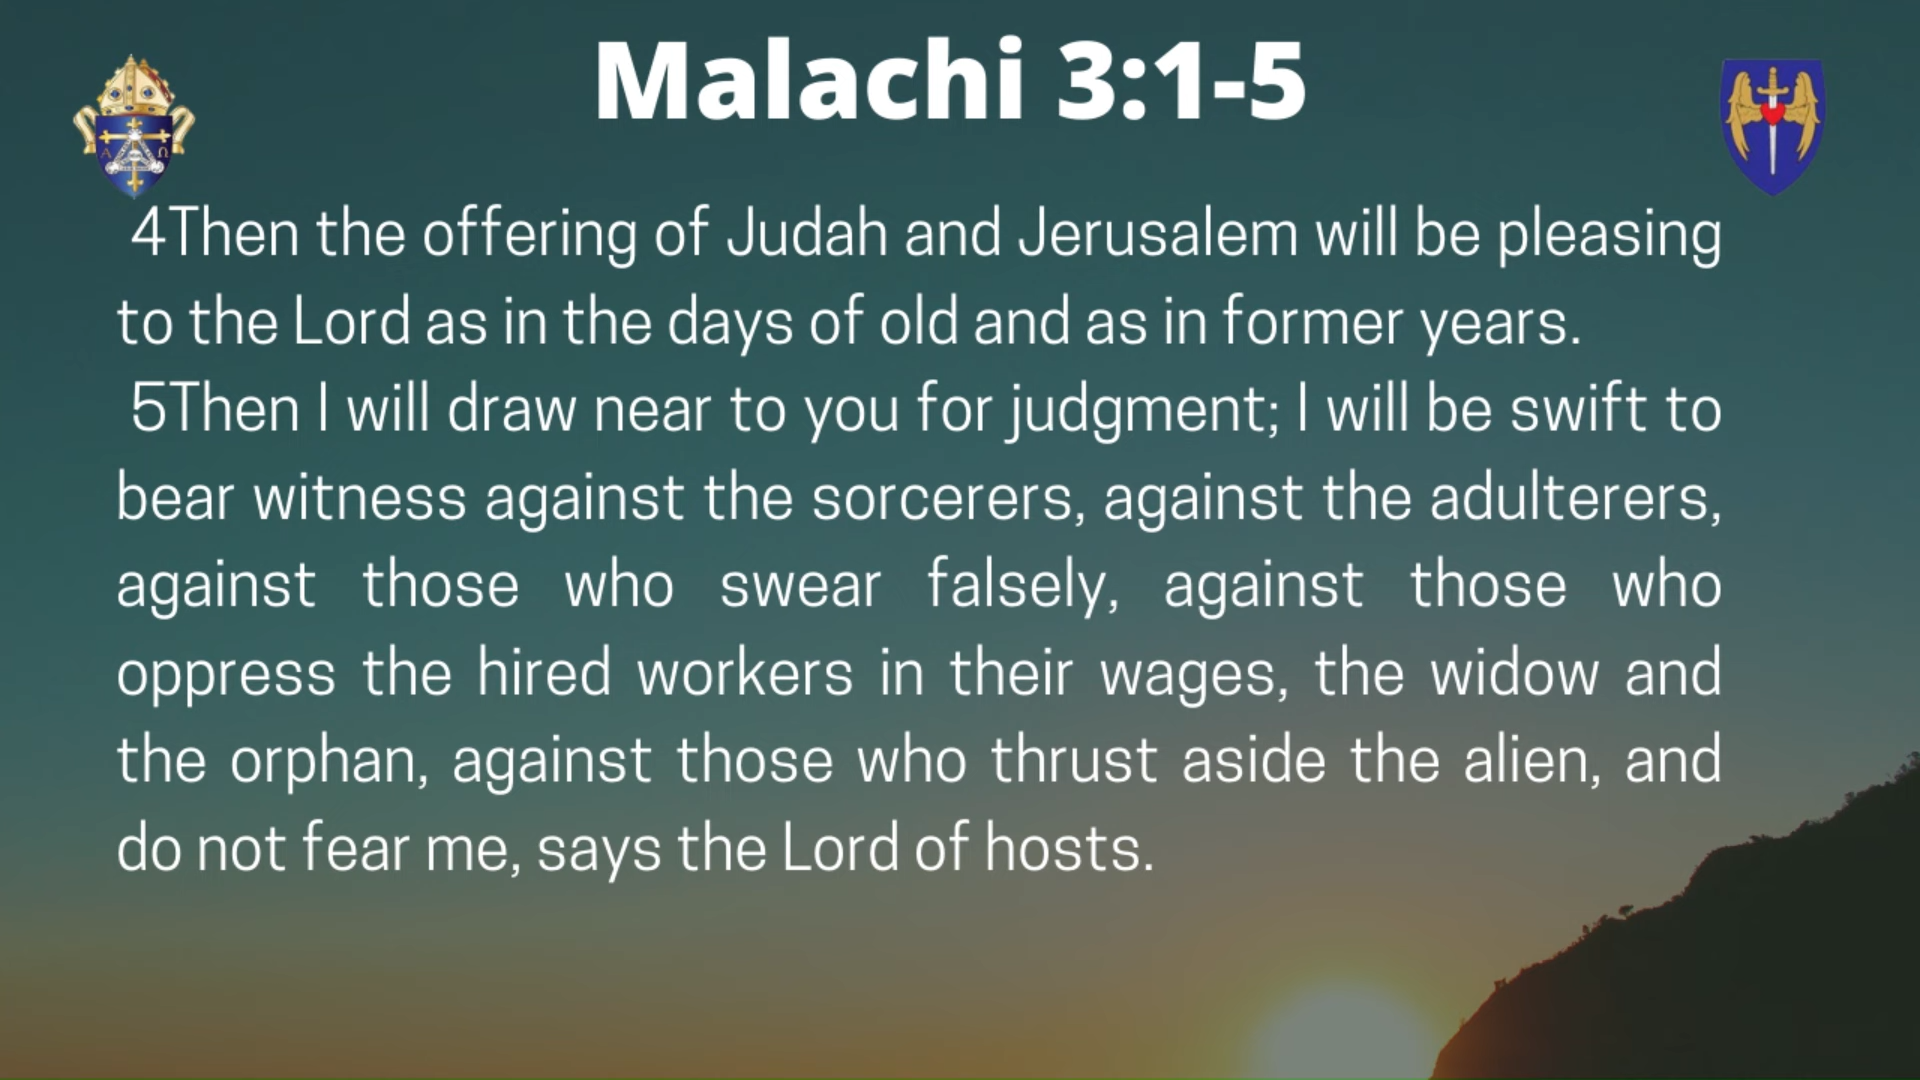 Malachi 3:1-5
4Then the offering of Judah and Jerusalem will be pleasing
to the Lord as in the days of old and as in former years.
5Then I will draw near to you for judgment; I will be swift to
bear witness against the sorcerers, against the adulterers,
against those who swear falsely, against those who
oppress the hired workers in their wages, the widow and
the orphan, against those who thrust aside the alien, and
do not fear me, says the Lord of hosts.
Α Ω